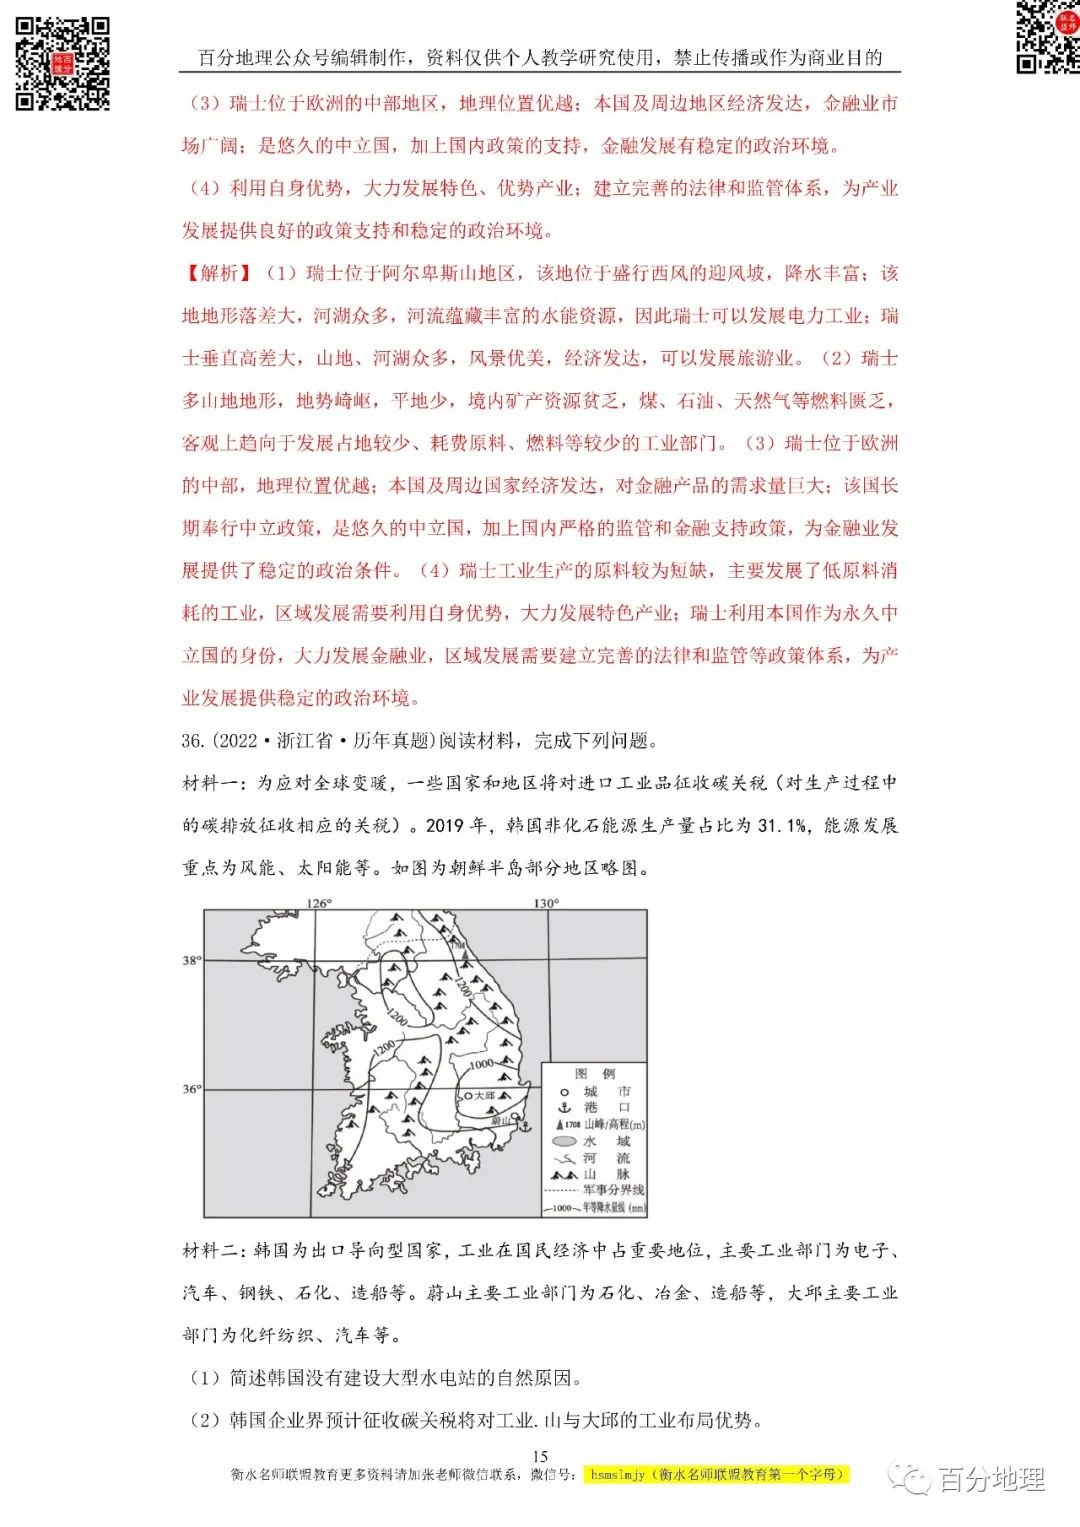 百分地理公众号编辑制作，资料仅供个人教学研究使用，禁止传播或作为商业目的
（3）瑞士位于欧洲的中部地区，地理位置优越；本国及周边地区经济发达，金融业市
场广阔；是悠久的中立国，加上国内政策的支持，金融发展有稳定的政治环境。
（4）利用自身优势，大力发展特色、优势产业；建立完善的法律和监管体系，为产业
发展提供良好的政策支持和稳定的政治环境。
【解析】（1）瑞士位于阿尔卑斯山地区，该地位于盛行西风的迎风坡，降水丰富；该
地地形落差大，河湖众多，河流蕴藏丰富的水能资源，因此瑞士可以发展电力工业；瑞
士垂直高差大，山地、河湖众多，风景优美，经济发达，可以发展旅游业。（2）瑞士
多山地地形，地势崎岖，平地少，境内矿产资源贫乏，煤、石油、天然气等燃料匮乏，
客观上趋向于发展占地较少、耗费原料、燃料等较少的工业部门。（3）瑞士位于欧洲
的中部，地理位置优越；本国及周边国家经济发达，对金融产品的需求量巨大；该国长
期奉行中立政策，是悠久的中立国，加上国内严格的监管和金融支持政策，为金融业发
展提供了稳定的政治条件。（4）瑞士工业生产的原料较为短缺，主要发展了低原料消
耗的工业，区域发展需要利用自身优势，大力发展特色产业；瑞士利用本国作为永久中
立国的身份，大力发展金融业，区域发展需要建立完善的法律和监管等政策体系，为产
业发展提供稳定的政治环境。
36.(2022·浙江省·历年真题)阅读材料，完成下列问题。
材料一：为应对全球变暖，一些国家和地区将对进口工业品征收碳关税（对生产过程中
的碳排放征收相应的关税）。2019年，韩国非化石能源生产量占比为31.1%，能源发展
重点为风能、太阳能等。如图为朝鲜半岛部分地区略图。
126° 130°
1708
38°
1200
1200
1200
1000
36°
大邱
蔚山
图 例
城 市
港 口
1708 山峰/高程(m)
水 域
河 流
山 脉
军事分界线
1000 年等降水量线(mm)
材料二：韩国为出口导向型国家，工业在国民经济中占重要地位，主要工业部门为电子、
汽车、钢铁、石化、造船等。蔚山主要工业部门为石化、冶金、造船等，大邱主要工业
部门为化纤纺织、汽车等。
（1）简述韩国没有建设大型水电站的自然原因。
（2）韩国企业界预计征收碳关税将对工业.山与大邱的工业布局优势。
15
衡水名师联盟教育更多资料请加张老师微信联系，微信号： hsmslmjy（衡水名师联盟教育第一个字母）
百分地理